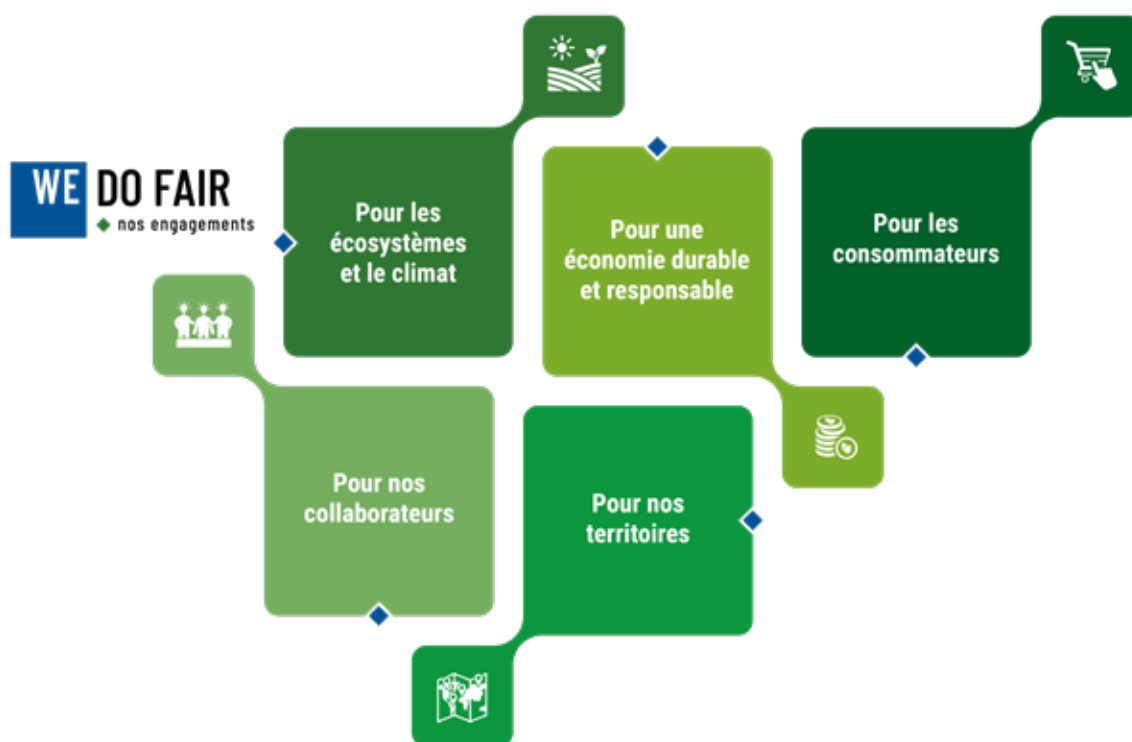 WE DO FAIR
nos engagements
Pour les
écosystèmes
et le climat
Pour une
économie durable
et responsable
Pour les
consommateurs
Pour nos
collaborateurs
Pour nos
territoires